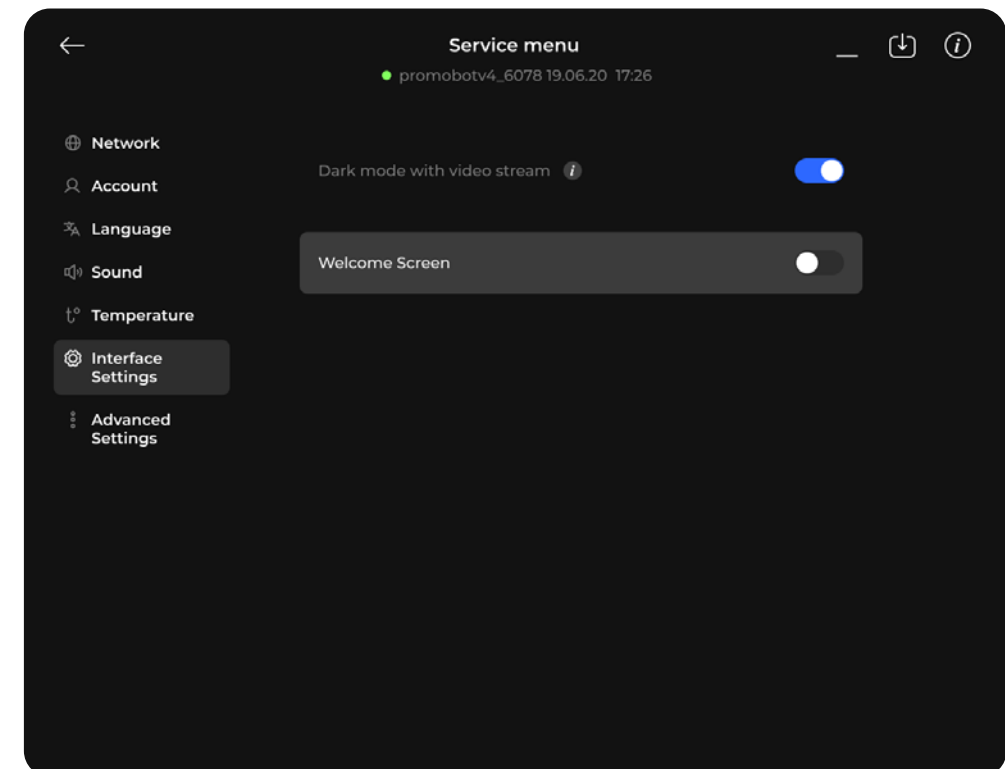 Service menu
promobotv4_6078 19.06.20 17:26
Network
Account
Language
Sound
t° Temperature
Interface
Settings
Advanced
Settings
Dark mode with video stream i
Welcome Screen